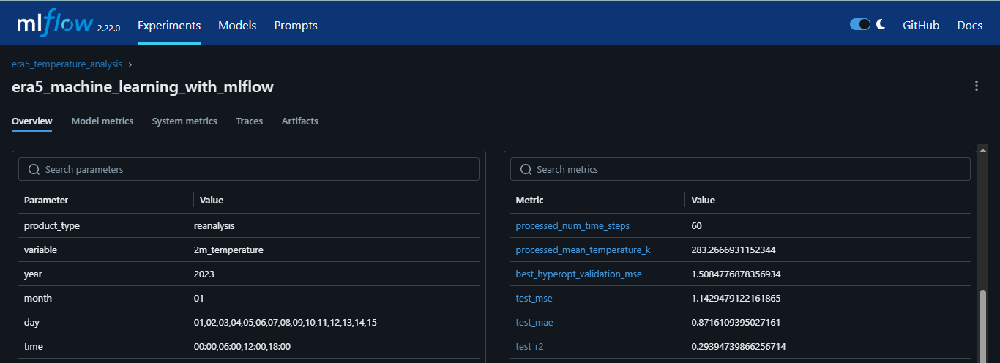 mlflow 2.22.0 Experiments Models Prompts GitHub Docs
era5_temperature_analysis
era5_machine_learning_with_mlflow
Overview Model metrics System metrics Traces Artifacts
Search parameters
Parameter Value
product_type reanalysis
variable 2m_temperature
year 2023
month 01
day 01,02,03,04,05,06,07,08,09,10,11,12,13,14,15
time 00:00,06:00,12:00,18:00
Search metrics
Metric Value
processed_num_time_steps 60
processed_mean_temperature_k 283.2666931152344
best_hyperopt_validation_mse 1.5084776878356934
test_mse 1.1429479122161865
test_mae 0.8716109395027161
test_r2 0.29394739866256714